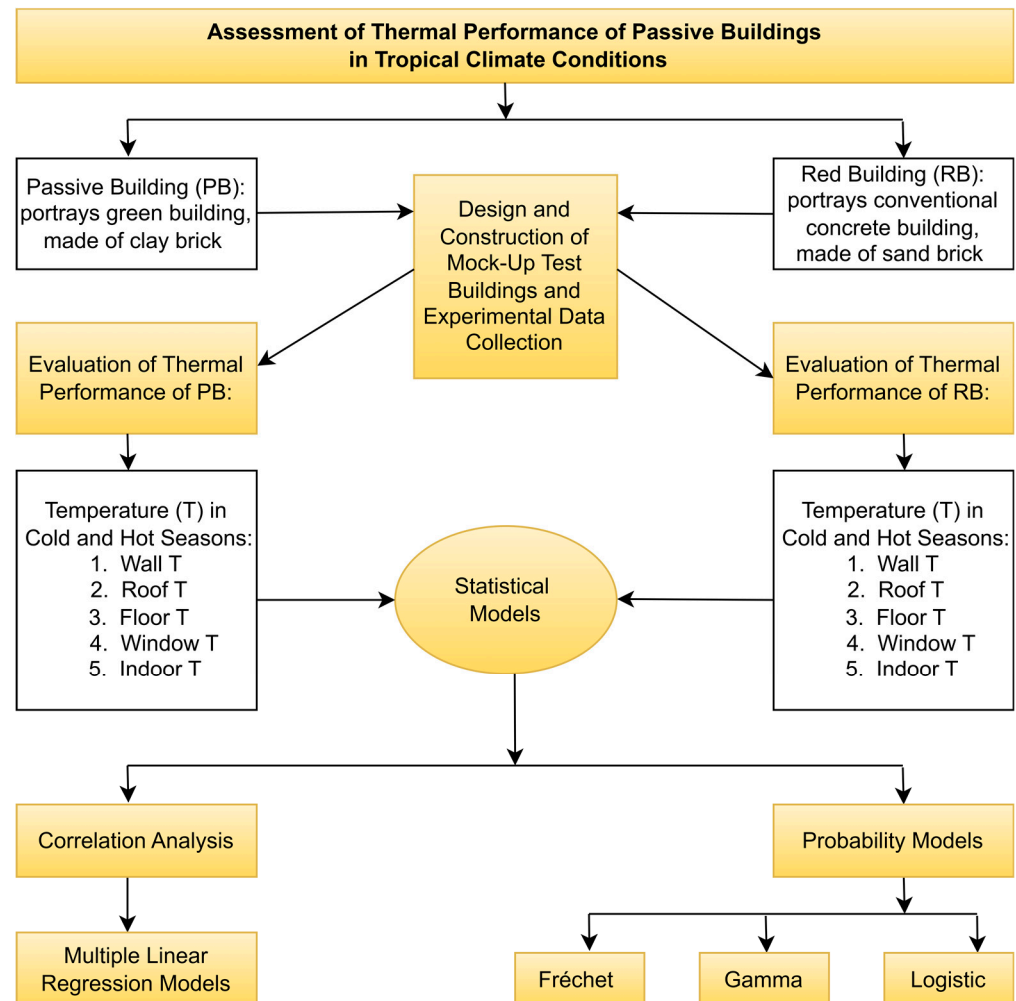 Assessment of Thermal Performance of Passive Buildings
in Tropical Climate Conditions
Passive Building (PB):
portrays green building,
made of clay brick
Design and
Construction of
Mock-Up Test
Buildings and
Experimental Data
Collection
Red Building (RB):
portrays conventional
concrete building,
made of sand brick
Evaluation of Thermal
Performance of PB:
Evaluation of Thermal
Performance of RB:
Temperature (T) in
Cold and Hot Seasons:
1. Wall T
2. Roof T
3. Floor T
4. Window T
5. Indoor T
Statistical
Models
Temperature (T) in
Cold and Hot Seasons:
1. Wall T
2. Roof T
3. Floor T
4. Window T
5. Indoor T
Correlation Analysis
Probability Models
Multiple Linear
Regression Models
Fréchet
Gamma
Logistic